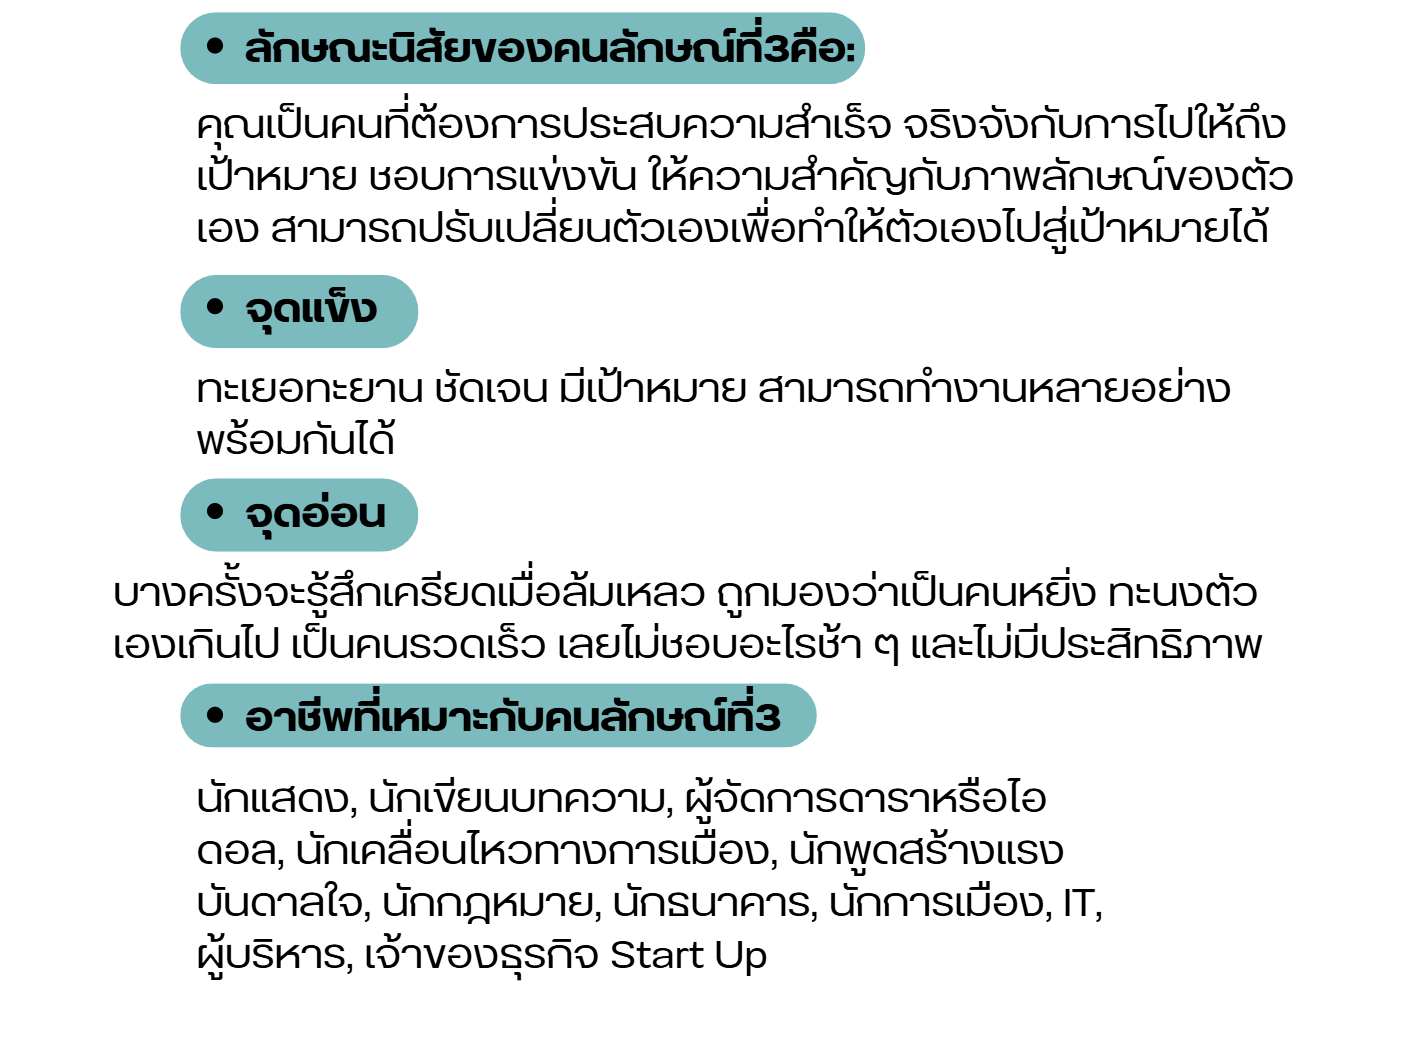 • ลักษณะนิสัยของคนลักษณ์ที่3คือ:
คุณเป็นคนที่ต้องการประสบความสำเร็จ จริงจังกับการไปให้ถึง
เป้าหมาย ชอบการแข่งขัน ให้ความสำคัญกับภาพลักษณ์ของตัว
เอง สามารถปรับเปลี่ยนตัวเองเพื่อทำให้ตัวเองไปสู่เป้าหมายได้
• จุดแข็ง
ทะเยอทะยาน ชัดเจน มีเป้าหมาย สามารถทำงานหลายอย่าง
พร้อมกันได้
• จุดอ่อน
บางครั้งจะรู้สึกเครียดเมื่อล้มเหลว ถูกมองว่าเป็นคนหยิ่ง ทะนงตัว
เองเกินไป เป็นคนรวดเร็ว เลยไม่ชอบอะไรช้า ๆ และไม่มีประสิทธิภาพ
• อาชีพที่เหมาะกับคนลักษณ์ที่3
นักแสดง, นักเขียนบทความ, ผู้จัดการดาราหรือไอ
ดอล, นักเคลื่อนไหวทางการเมือง, นักพูดสร้างแรง
บันดาลใจ, นักกฎหมาย, นักธนาคาร, นักการเมือง, IT,
ผู้บริหาร, เจ้าของธุรกิจ Start Up